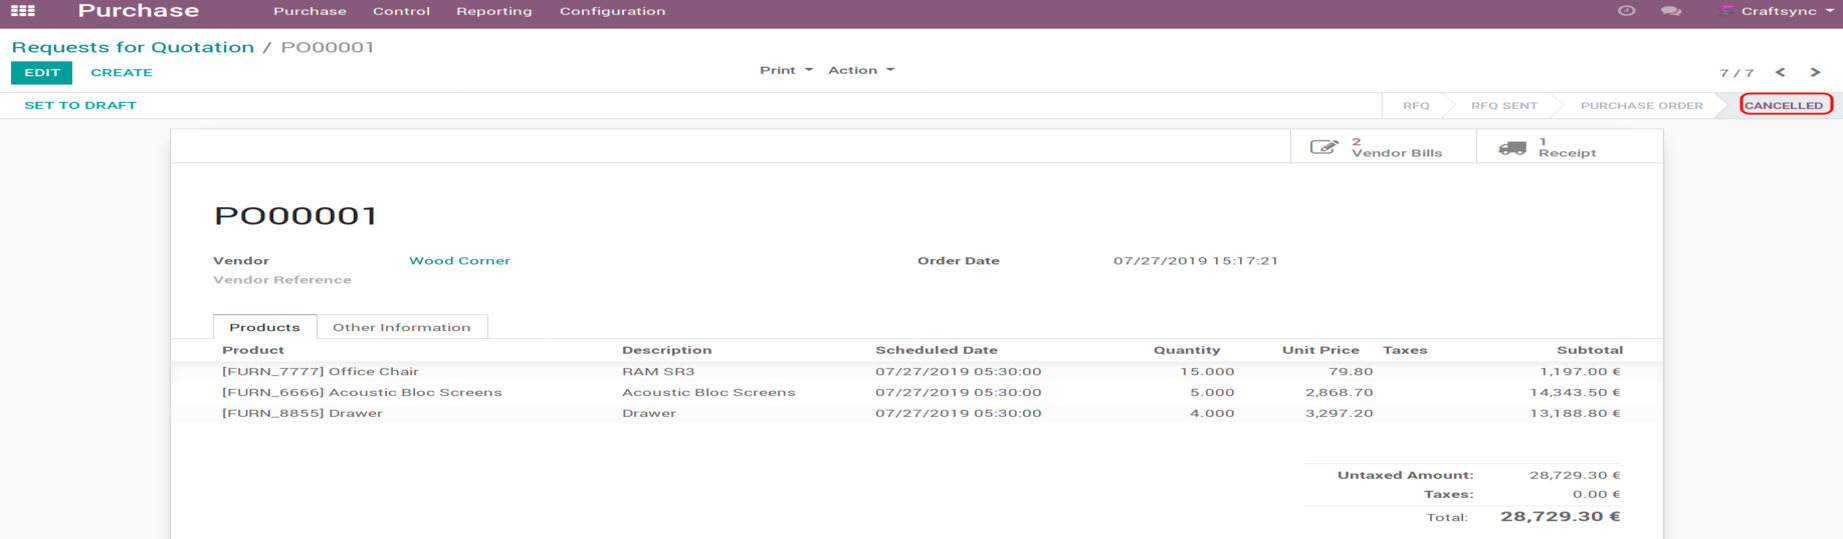 Purchase Purchase Control Reporting Configuration Craftsync
Requests for Quotation / PO00001
EDIT CREATE Print Action 7 / 7
SET TO DRAFT RFQ RFQ SENT PURCHASE ORDER CANCELLED
2 Vendor Bills 1 Receipt
PO00001
Vendor Wood Corner Order Date 07/27/2019 15:17:21
Vendor Reference
Products Other Information
Product Description Scheduled Date Quantity Unit Price Taxes Subtotal
[FURN_7777] Office Chair RAM SR3 07/27/2019 05:30:00 15.000 79.80 1,197.00 €
[FURN_6666] Acoustic Bloc Screens Acoustic Bloc Screens 07/27/2019 05:30:00 5.000 2,868.70 14,343.50 €
[FURN_8855] Drawer Drawer 07/27/2019 05:30:00 4.000 3,297.20 13,188.80 €
Untaxed Amount: 28,729.30 €
Taxes: 0.00 €
Total: 28,729.30 €